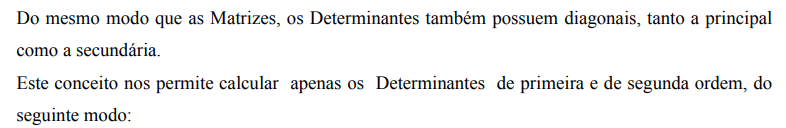 Do mesmo modo que as Matrizes, os Determinantes também possuem diagonais, tanto a principal
como a secundária.
Este conceito nos permite calcular apenas os Determinantes de primeira e de segunda ordem, do
seguinte modo: